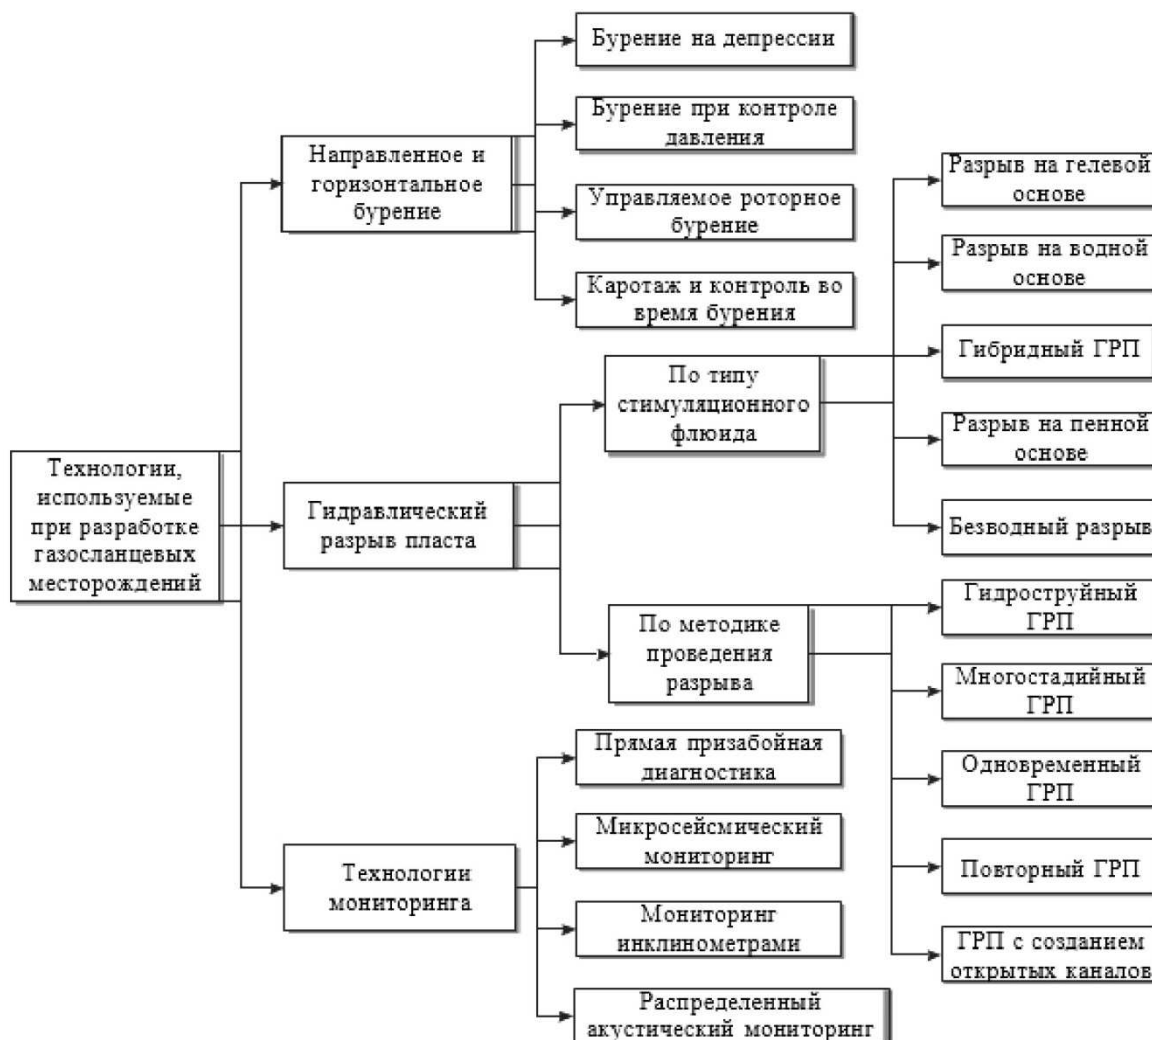 Технологии,
используемые
при разработке
газосланцевых
месторождений
Направленное и
горизонтальное
бурение
Бурение на депрессии
Бурение при контроле
давления
Управляемое роторное
бурение
Каротаж и контроль во
время бурения
Гидравлический
разрыв пласта
По типу
стимуляционного
флюида
Разрыв на гелевой
основе
Разрыв на водной
основе
Гибридный ГРП
Разрыв на пенной
основе
Безводный разрыв
По методике
проведения
разрыва
Гидроструйный
ГРП
Многостадийный
ГРП
Одновременный
ГРП
Повторный ГРП
ГРП с созданием
открытых каналов
Технологии
мониторинга
Прямая призабойная
диагностика
Микросейсмический
мониторинг
Мониторинг
инклинометрами
Распределенный
акустический мониторинг